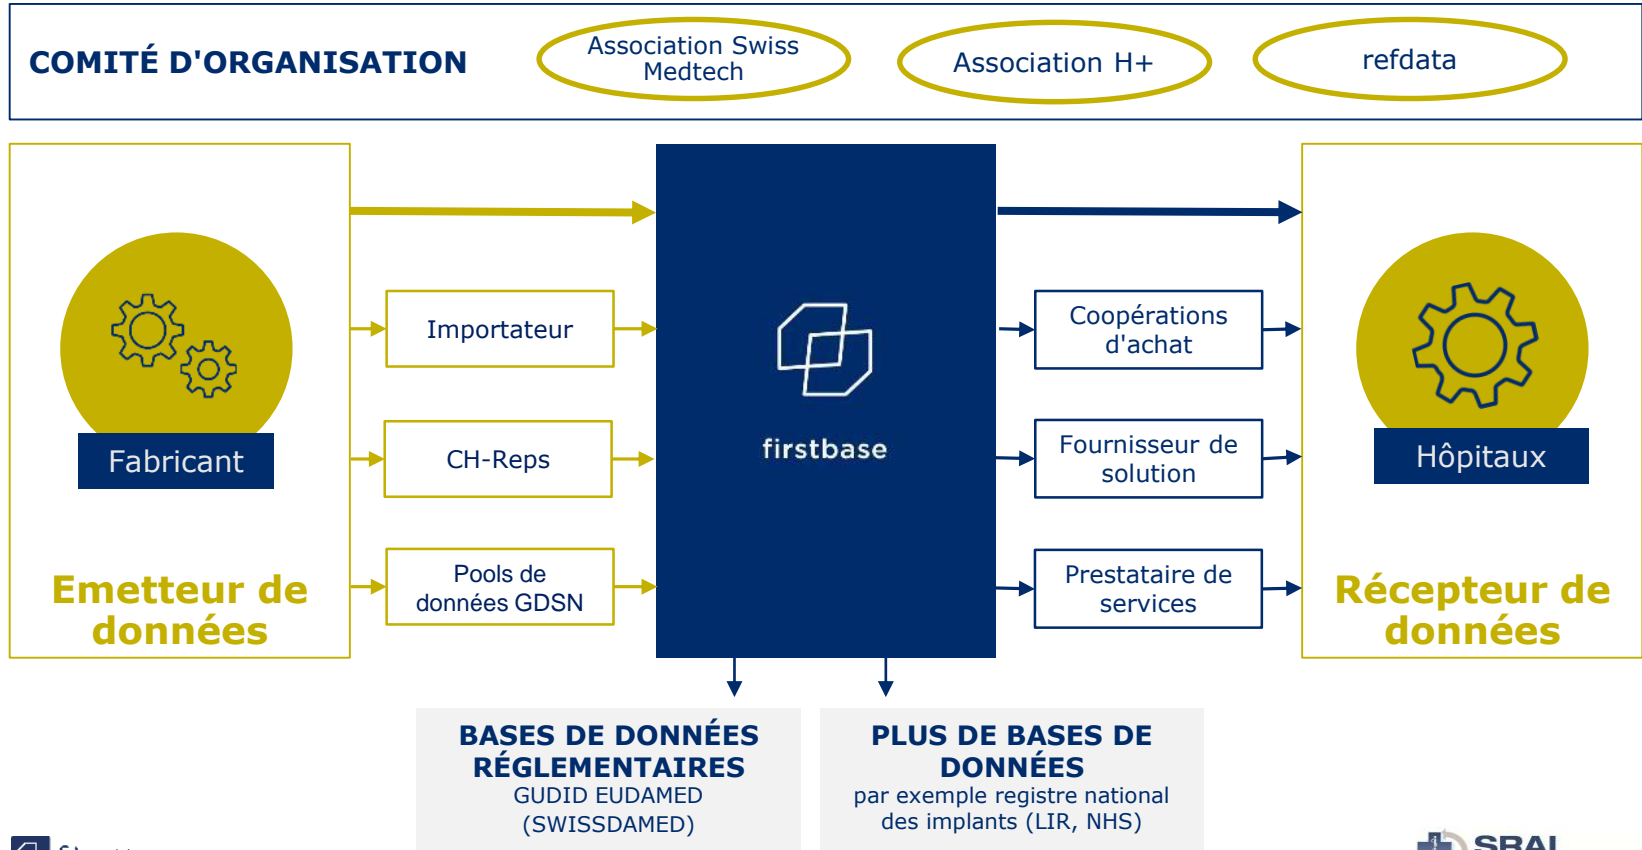 COMITÉ D'ORGANISATION
Association Swiss
Medtech
Association H+
refdata
Fabricant
Emetteur de
données
Importateur
CH-Reps
Pools de
données GDSN
firstbase
Coopérations
d'achat
Fournisseur de
solution
Prestataire de
services
Hôpitaux
Récepteur de
données
BASES DE DONNÉES
RÉGLEMENTAIRES
GUDID EUDAMED
(SWISSDAMED)
PLUS DE BASES DE
DONNÉES
par exemple registre national
des implants (LIR, NHS)
SRAI